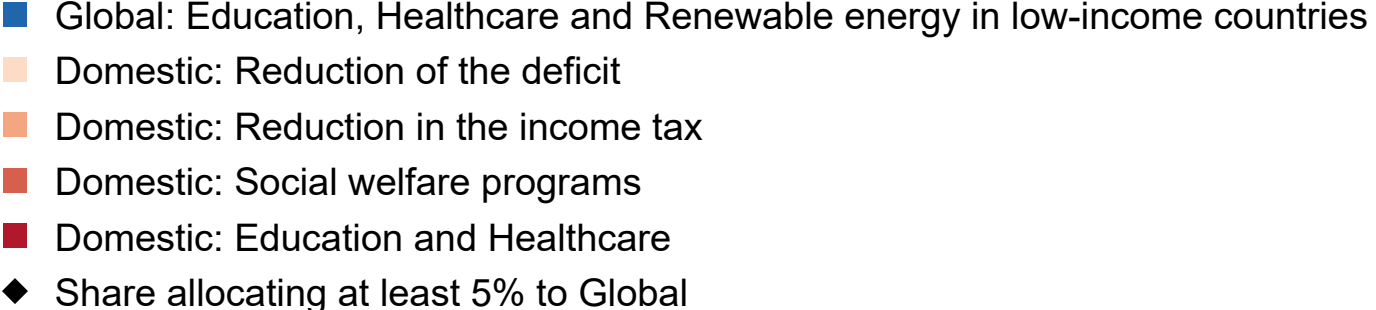 Global: Education, Healthcare and Renewable energy in low-income countries
Domestic: Reduction of the deficit
Domestic: Reduction in the income tax
Domestic: Social welfare programs
Domestic: Education and Healthcare
Share allocating at least 5% to Global